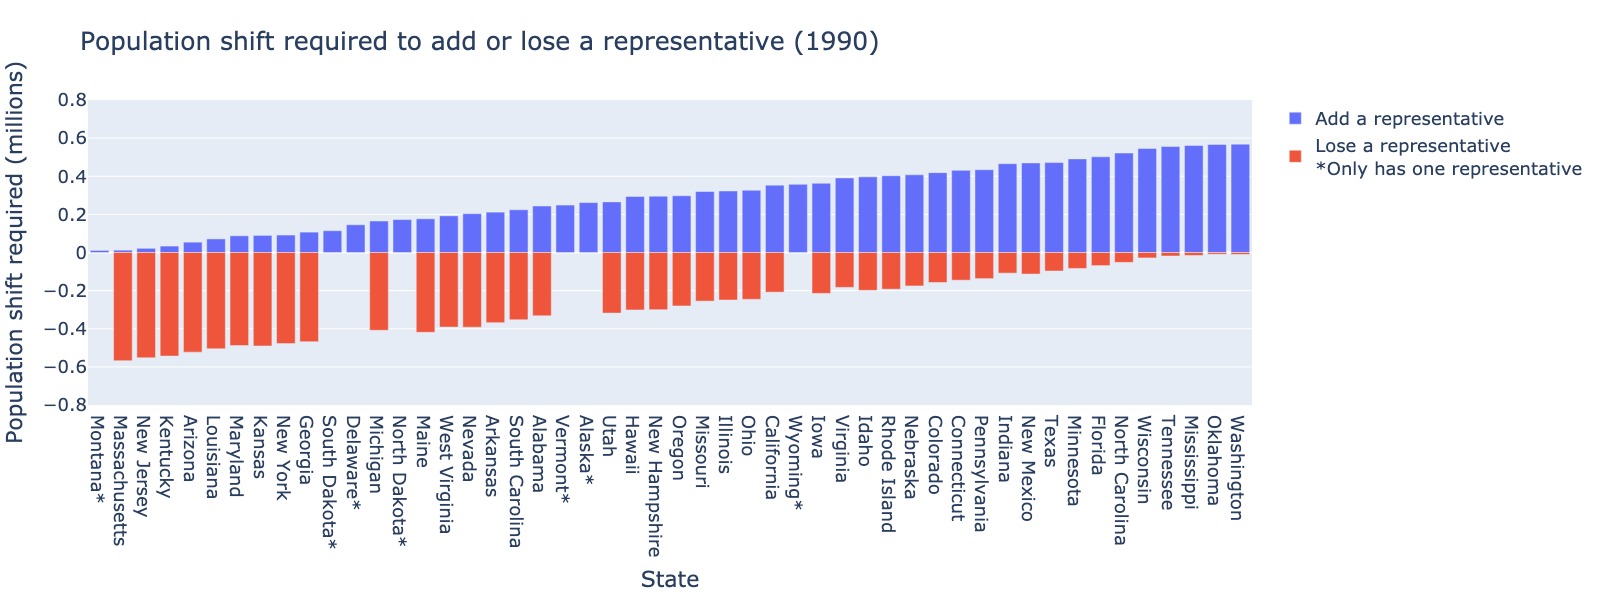 Population shift required to add or lose a representative (1990)
Population shift required (millions)
0.8
0.6
0.4
0.2
0
−0.2
−0.4
−0.6
−0.8
Montana*
Massachusetts
New Jersey
Kentucky
Arizona
Louisiana
Maryland
Kansas
New York
Georgia
South Dakota*
Delaware*
Michigan
North Dakota*
Maine
West Virginia
Nevada
Arkansas
South Carolina
Alabama
Vermont*
Alaska*
Utah
Hawaii
New Hampshire
Oregon
Missouri
Illinois
Ohio
California
Wyoming*
Iowa
Virginia
Idaho
Rhode Island
Nebraska
Colorado
Connecticut
Pennsylvania
Indiana
New Mexico
Texas
Minnesota
Florida
North Carolina
Wisconsin
Tennessee
Mississippi
Oklahoma
Washington
State
Add a representative
Lose a representative
*Only has one representative